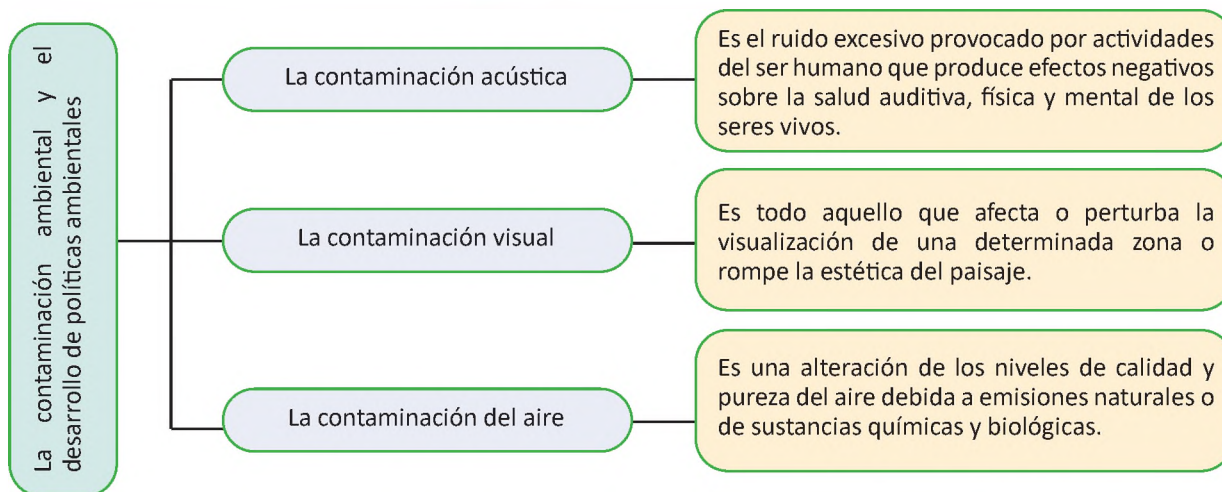 La contaminación ambiental y el
desarrollo de políticas ambientales
La contaminación acústica
Es el ruido excesivo provocado por actividades
del ser humano que produce efectos negativos
sobre la salud auditiva, física y mental de los
seres vivos.
La contaminación visual
Es todo aquello que afecta o perturba la
visualización de una determinada zona o
rompe la estética del paisaje.
La contaminación del aire
Es una alteración de los niveles de calidad y
pureza del aire debida a emisiones naturales o
de sustancias químicas y biológicas.